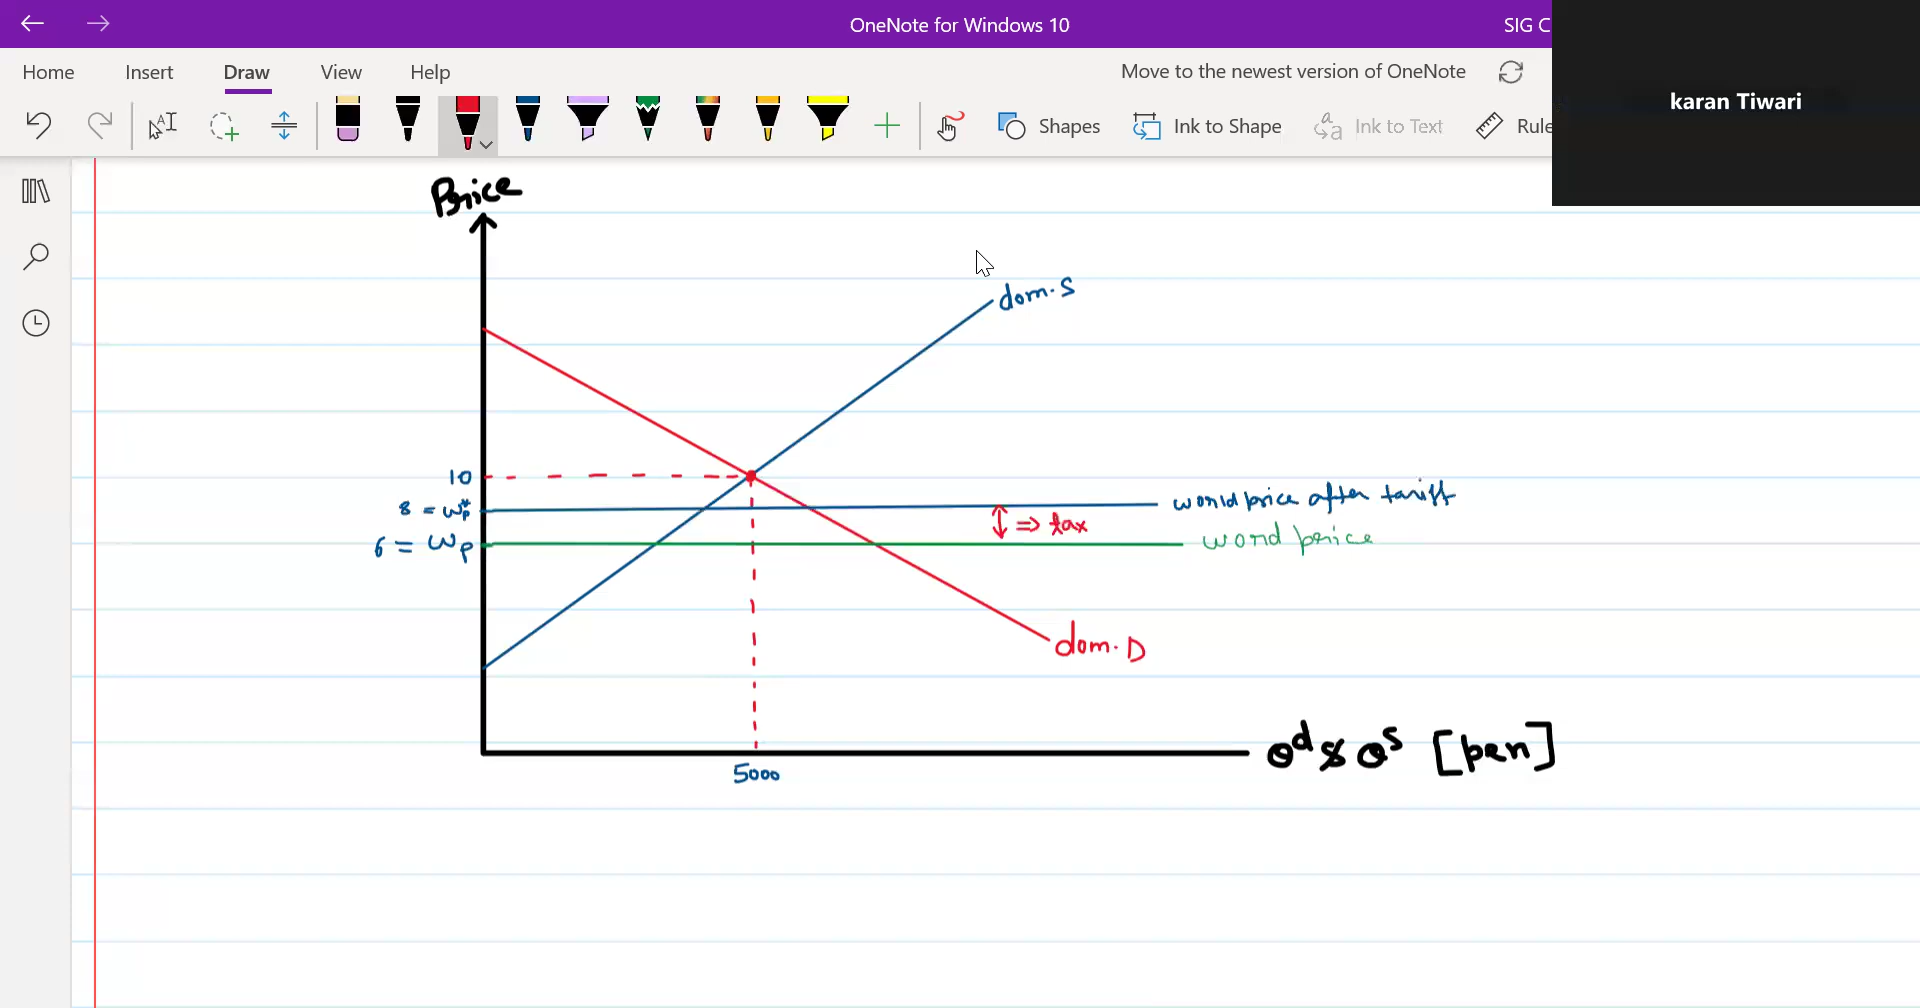 OneNote for Windows 10
SIG C
karan Tiwari
Home Insert Draw View Help
Move to the newest version of OneNote
Shapes
Ink to Shape
Ink to Text
Rule
Price
dom. S
10
8 = Wp*
world price after tariff
⇒ tax
6 = Wp
world price
dom. D
Qd & Qs [pen]
5000